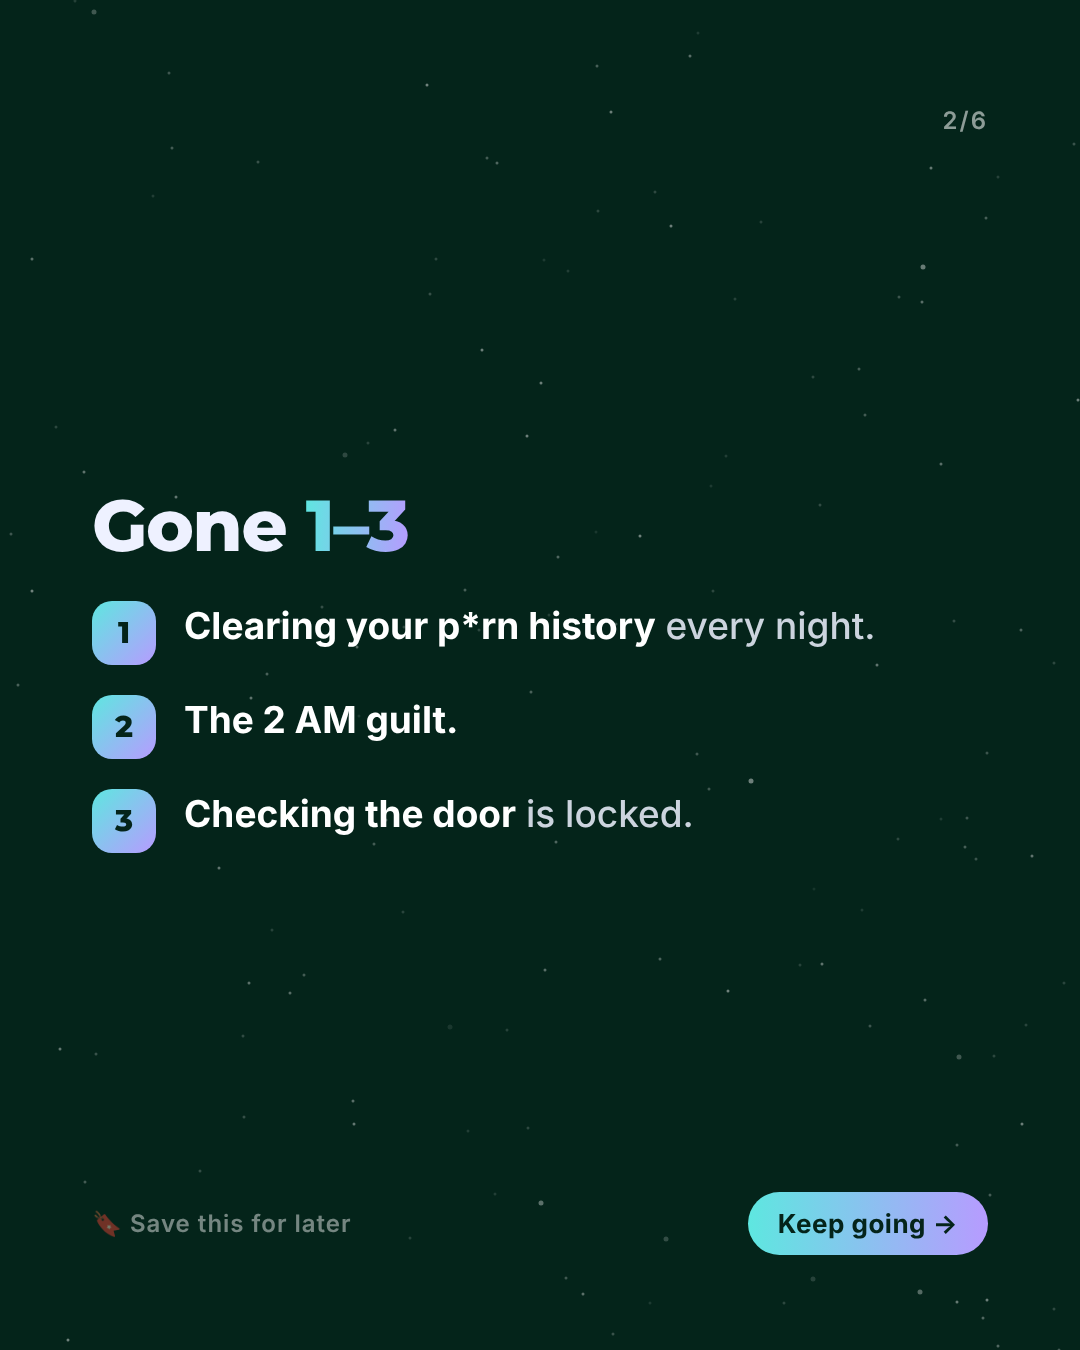 2/6
Gone 1–3
1 Clearing your p*rn history every night.
2 The 2 AM guilt.
3 Checking the door is locked.
🔖 Save this for later
Keep going →